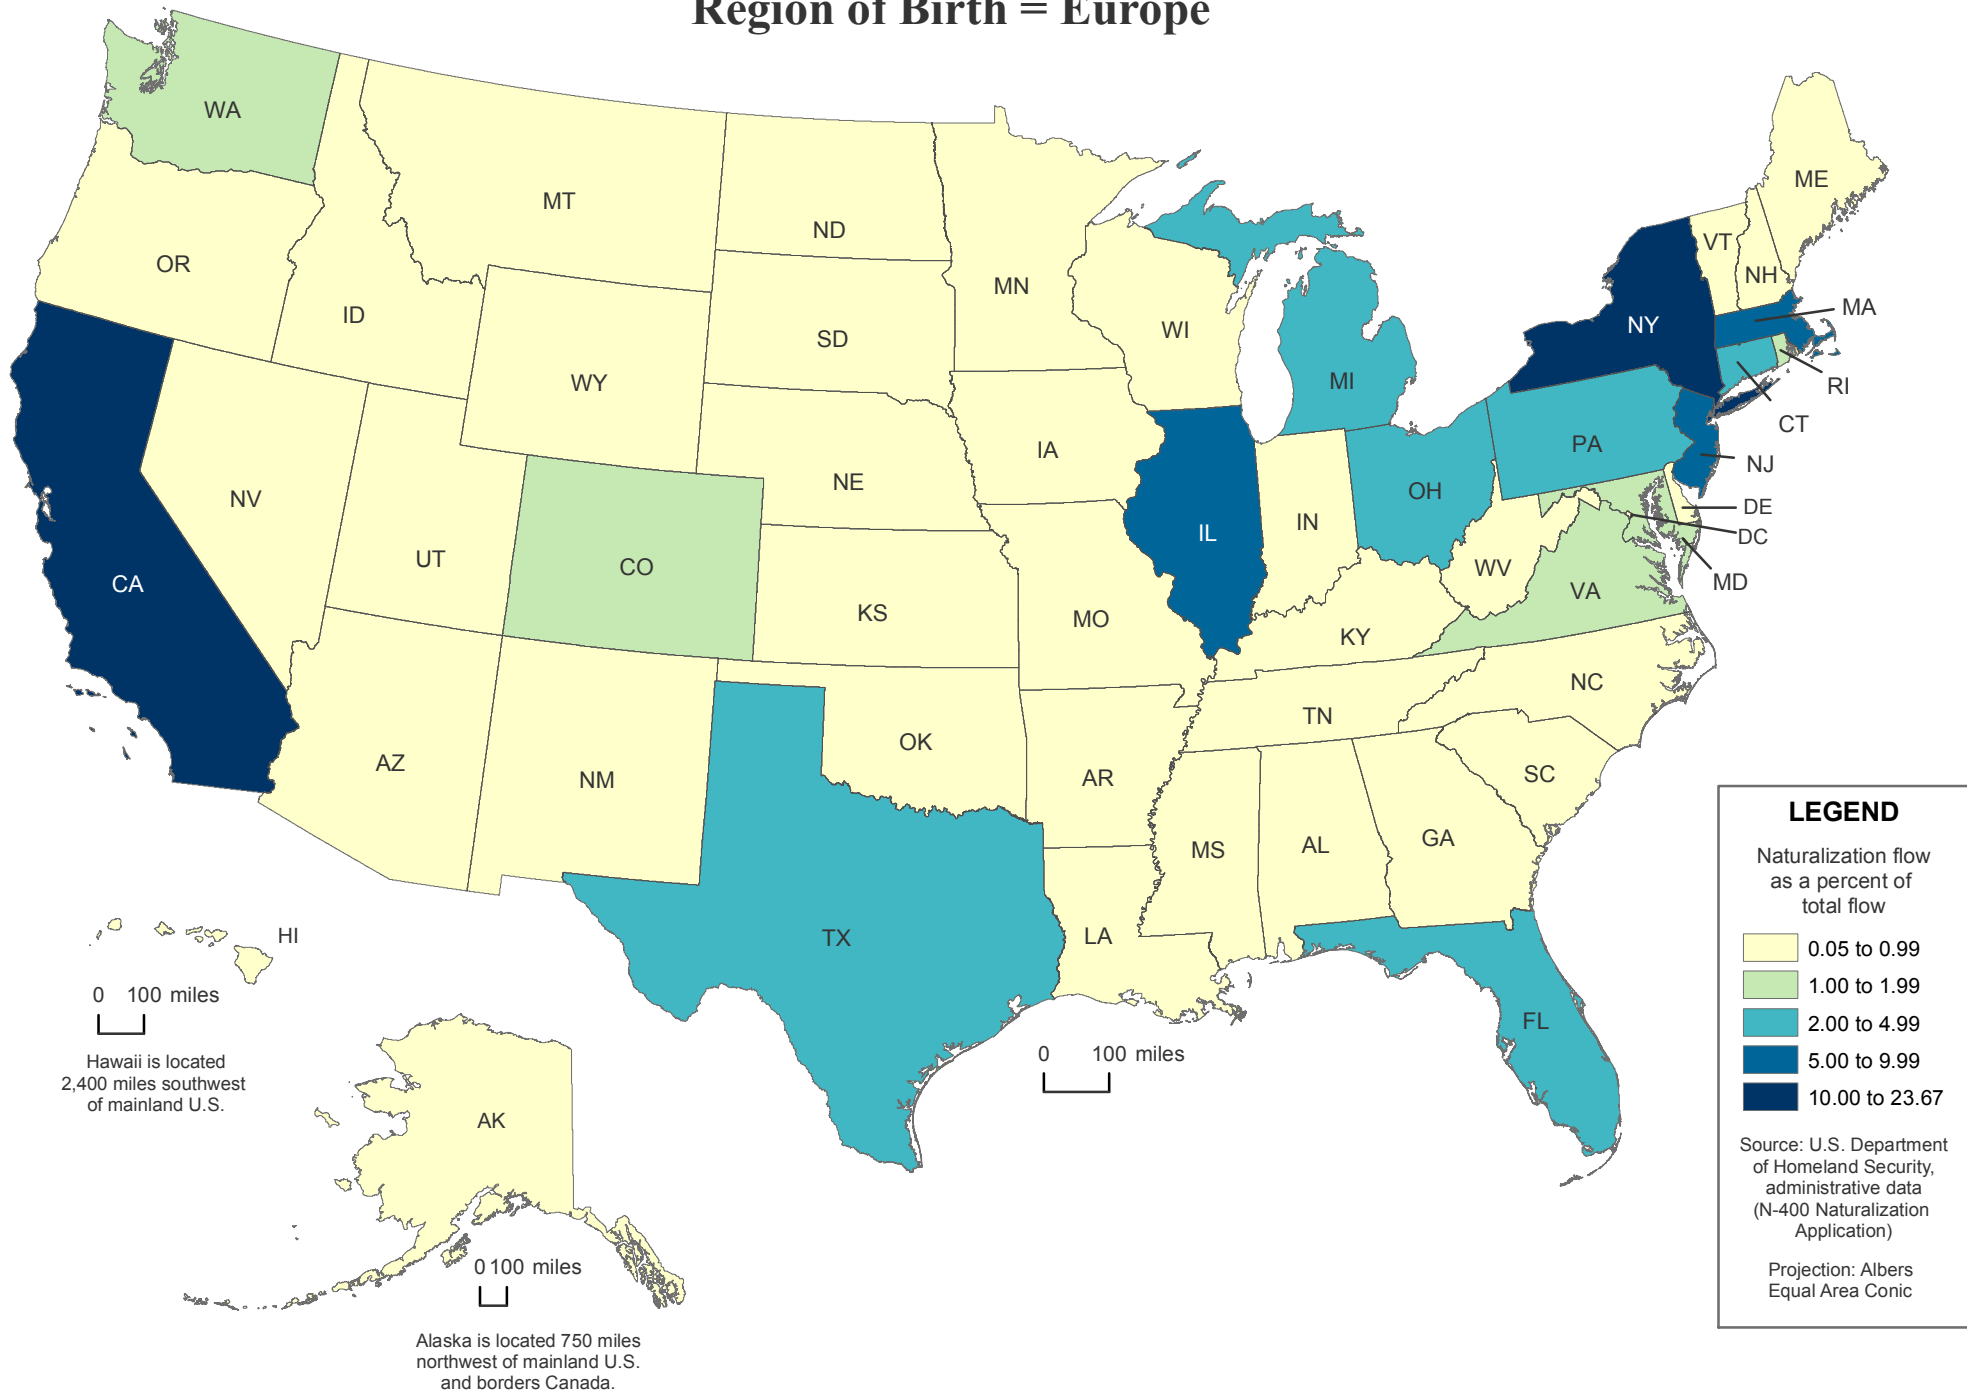 Region of Birth = Europe
WA
MT
ND
ME
OR
ID
MN
VT
NH
MA
WI
NY
SD
WY
MI
RI
CT
IA
PA
NJ
NE
NV
OH
DE
IN
IL
DC
UT
CO
WV
MD
CA
VA
KS
MO
KY
NC
TN
OK
AZ
NM
AR
SC
MS
AL
GA
TX
LA
HI
FL
AK
0 100 miles
Hawaii is located
2,400 miles southwest
of mainland U.S.
0 100 miles
0 100 miles
Alaska is located 750 miles
northwest of mainland U.S.
and borders Canada.
LEGEND
Naturalization flow
as a percent of
total flow
0.05 to 0.99
1.00 to 1.99
2.00 to 4.99
5.00 to 9.99
10.00 to 23.67
Source: U.S. Department
of Homeland Security,
administrative data
(N-400 Naturalization
Application)
Projection: Albers
Equal Area Conic